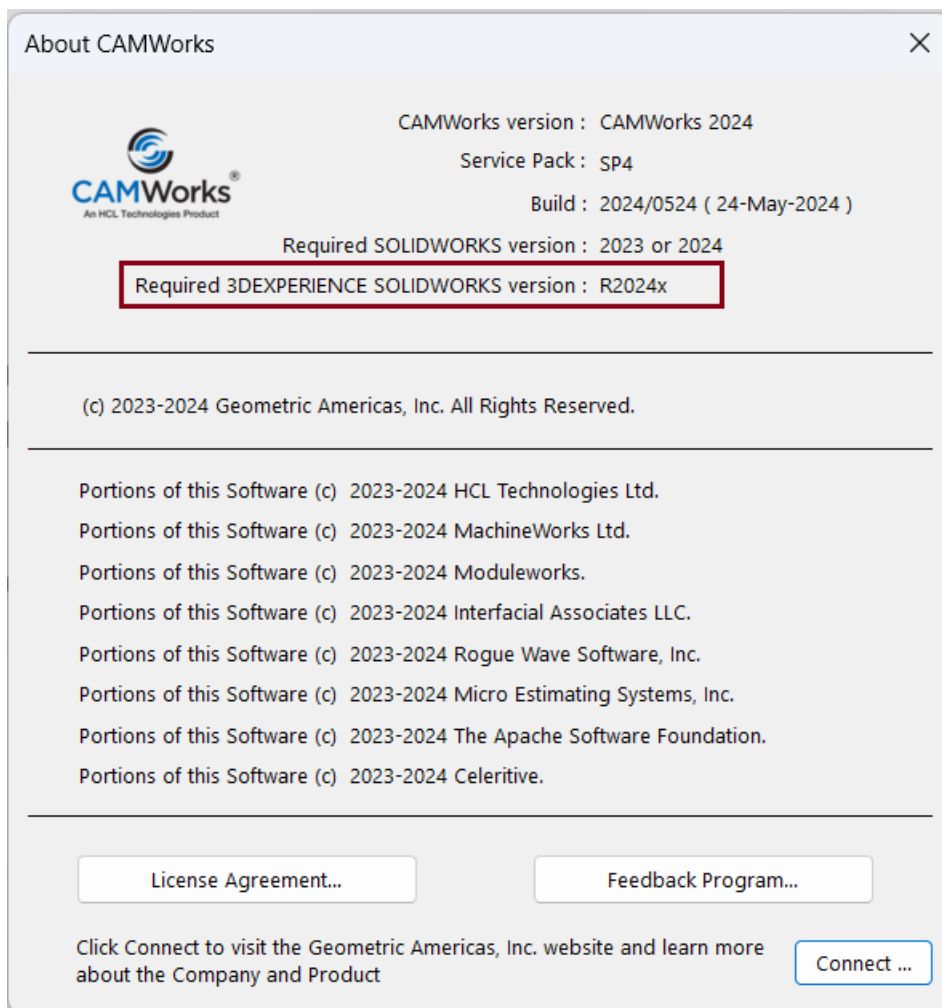 About CAMWorks
CAMWorks version : CAMWorks 2024
Service Pack : SP4
Build : 2024/0524 ( 24-May-2024 )
Required SOLIDWORKS version : 2023 or 2024
Required 3DEXPERIENCE SOLIDWORKS version : R2024x
CAMWorks®
An HCL Technologies Product
(c) 2023-2024 Geometric Americas, Inc. All Rights Reserved.
Portions of this Software (c) 2023-2024 HCL Technologies Ltd.
Portions of this Software (c) 2023-2024 MachineWorks Ltd.
Portions of this Software (c) 2023-2024 Moduleworks.
Portions of this Software (c) 2023-2024 Interfacial Associates LLC.
Portions of this Software (c) 2023-2024 Rogue Wave Software, Inc.
Portions of this Software (c) 2023-2024 Micro Estimating Systems, Inc.
Portions of this Software (c) 2023-2024 The Apache Software Foundation.
Portions of this Software (c) 2023-2024 Celeritive.
License Agreement...
Feedback Program...
Click Connect to visit the Geometric Americas, Inc. website and learn more
about the Company and Product
Connect ...